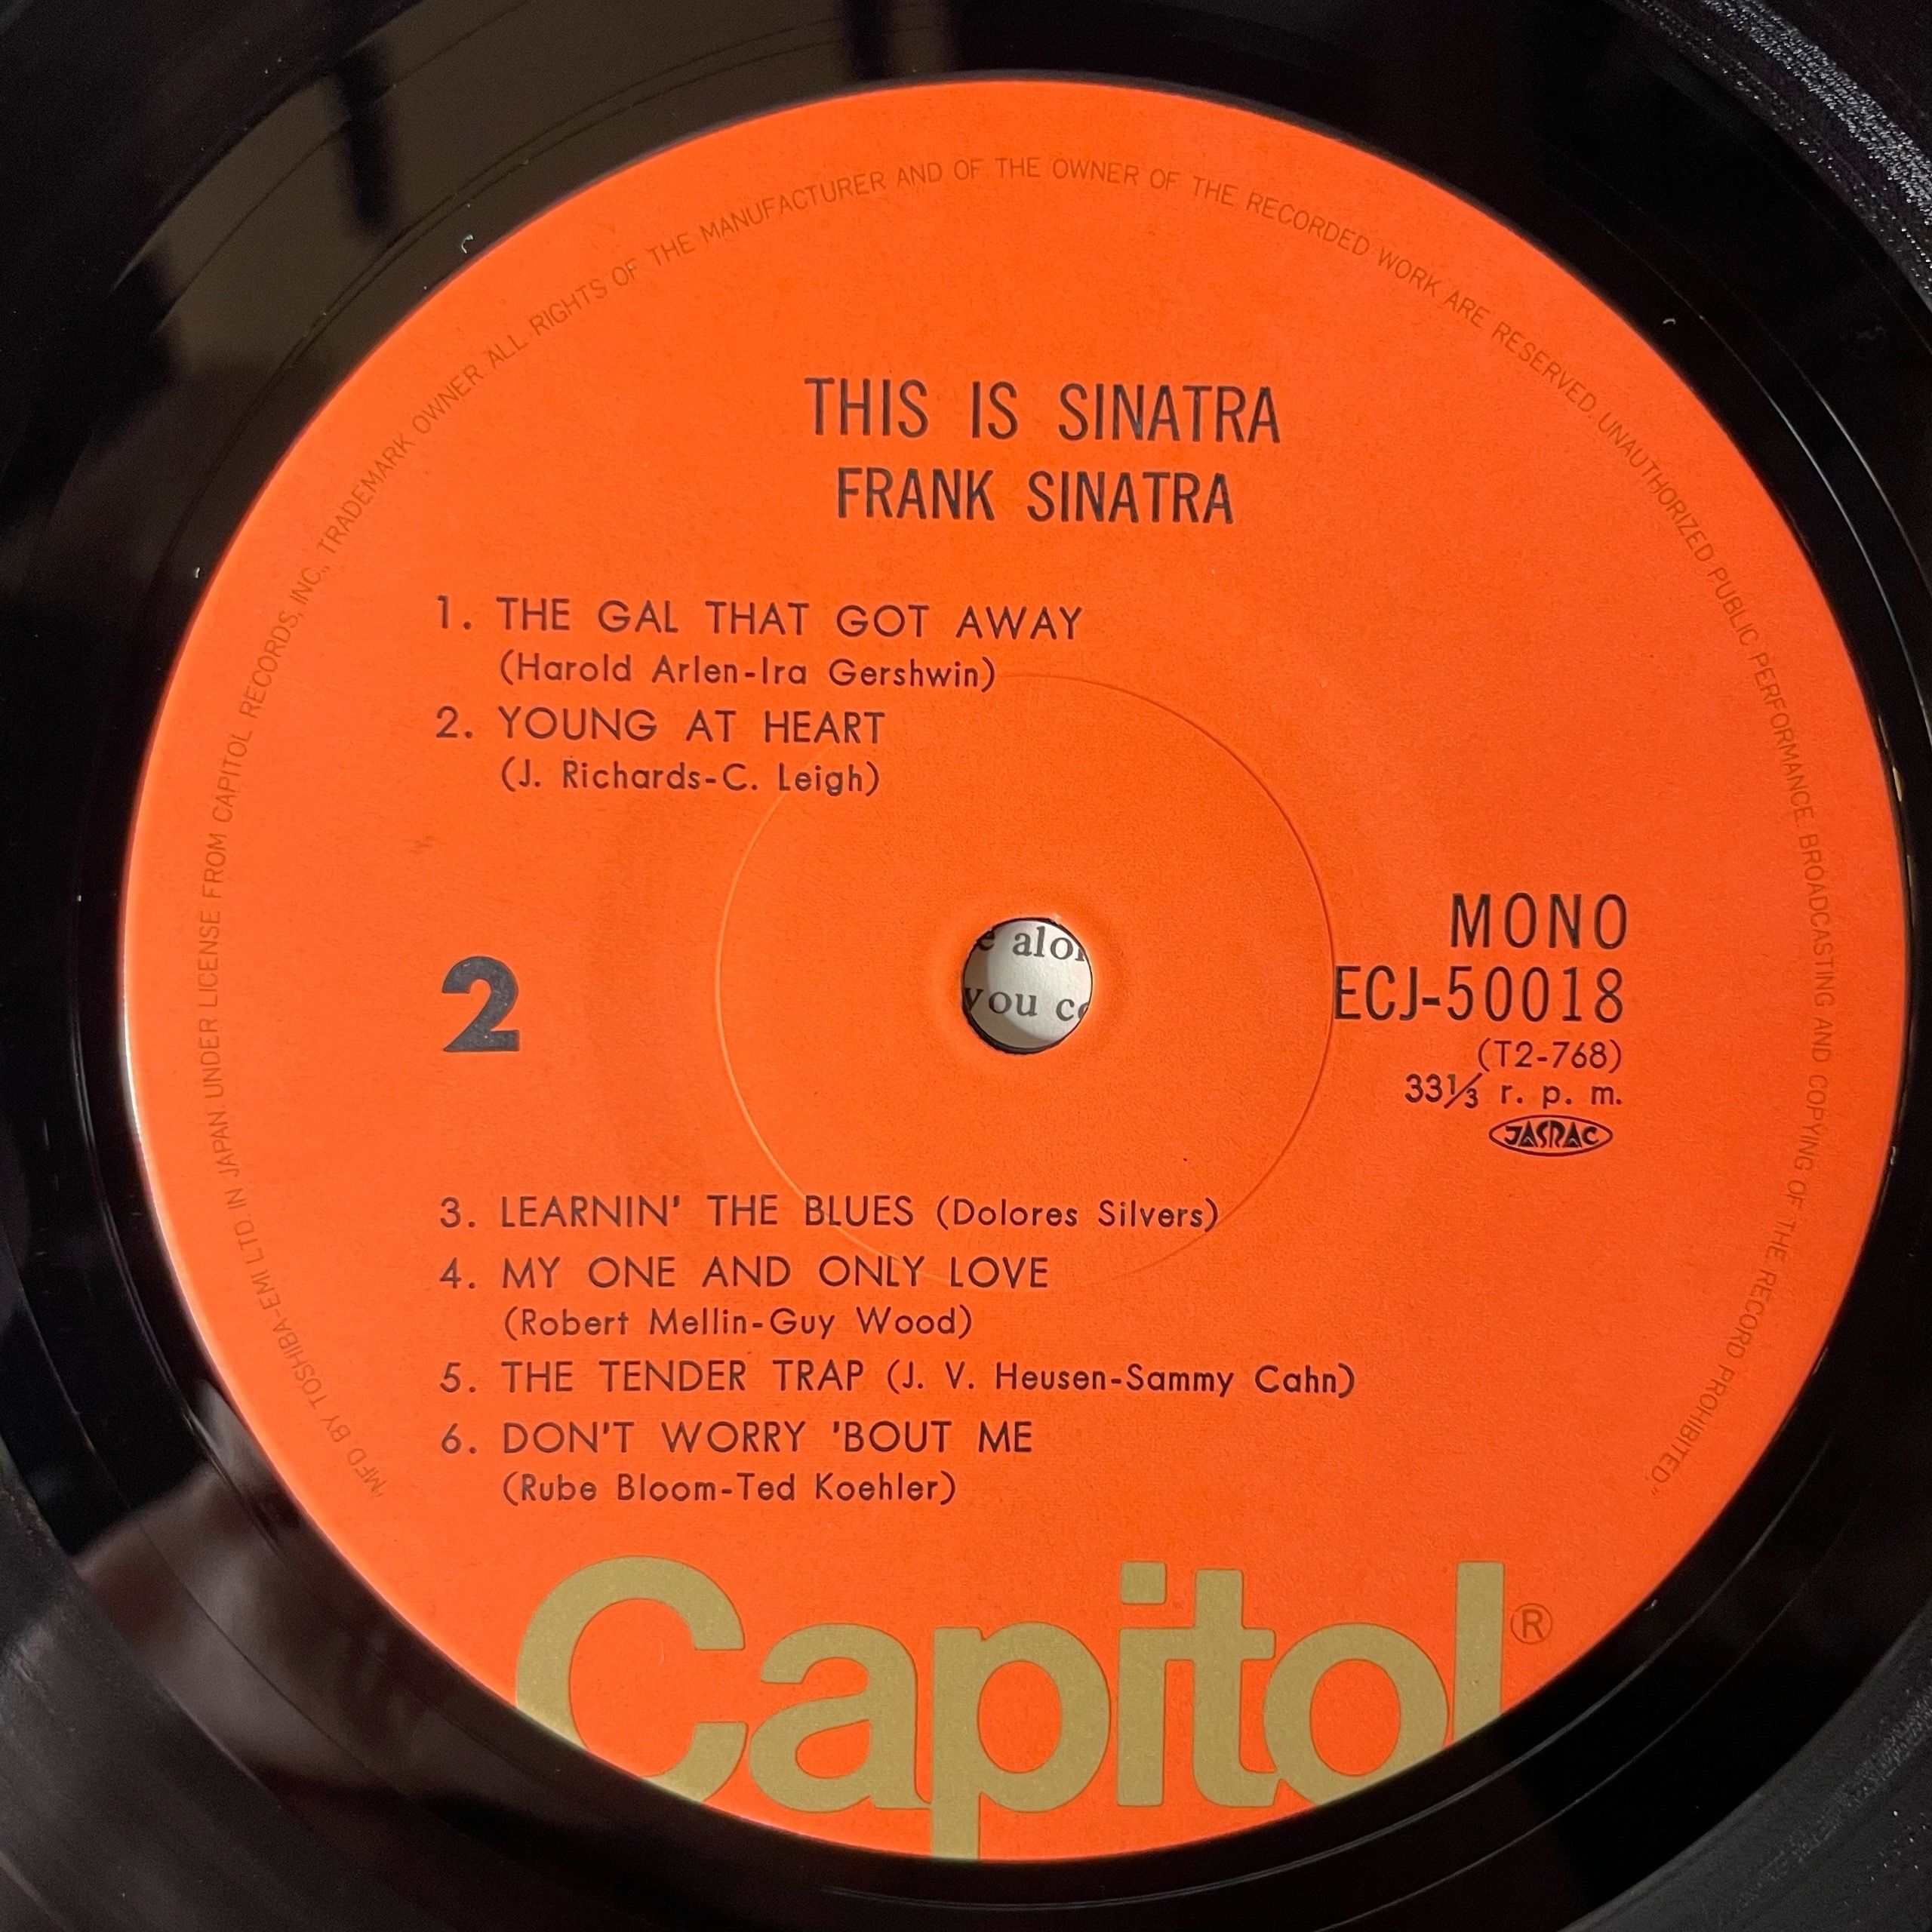 "MFD BY TOSHIBA-EMI LTD IN JAPAN UNDER LICENSE FROM CAPITOL RECORDS, INC., TRADEMARK OWNER ALL RIGHTS OF THE MANUFACTURER AND OF THE OWNER OF THE RECORDED WORK ARE RESERVED. UNAUTHORIZED PUBLIC PERFORMANCE, BROADCASTING AND COPYING OF THE RECORD PROHIBITED."
THIS IS SINATRA
FRANK SINATRA
1. THE GAL THAT GOT AWAY
(Harold Arlen-Ira Gershwin)
2. YOUNG AT HEART
(J. Richards-C. Leigh)
2
alo
you c
MONO
ECJ-50018
(T2-768)
33⅓ r. p. m.
JASRAC
3. LEARNIN' THE BLUES (Dolores Silvers)
4. MY ONE AND ONLY LOVE
(Robert Mellin-Guy Wood)
5. THE TENDER TRAP (J. V. Heusen-Sammy Cahn)
6. DON'T WORRY 'BOUT ME
(Rube Bloom-Ted Koehler)
Capitol®